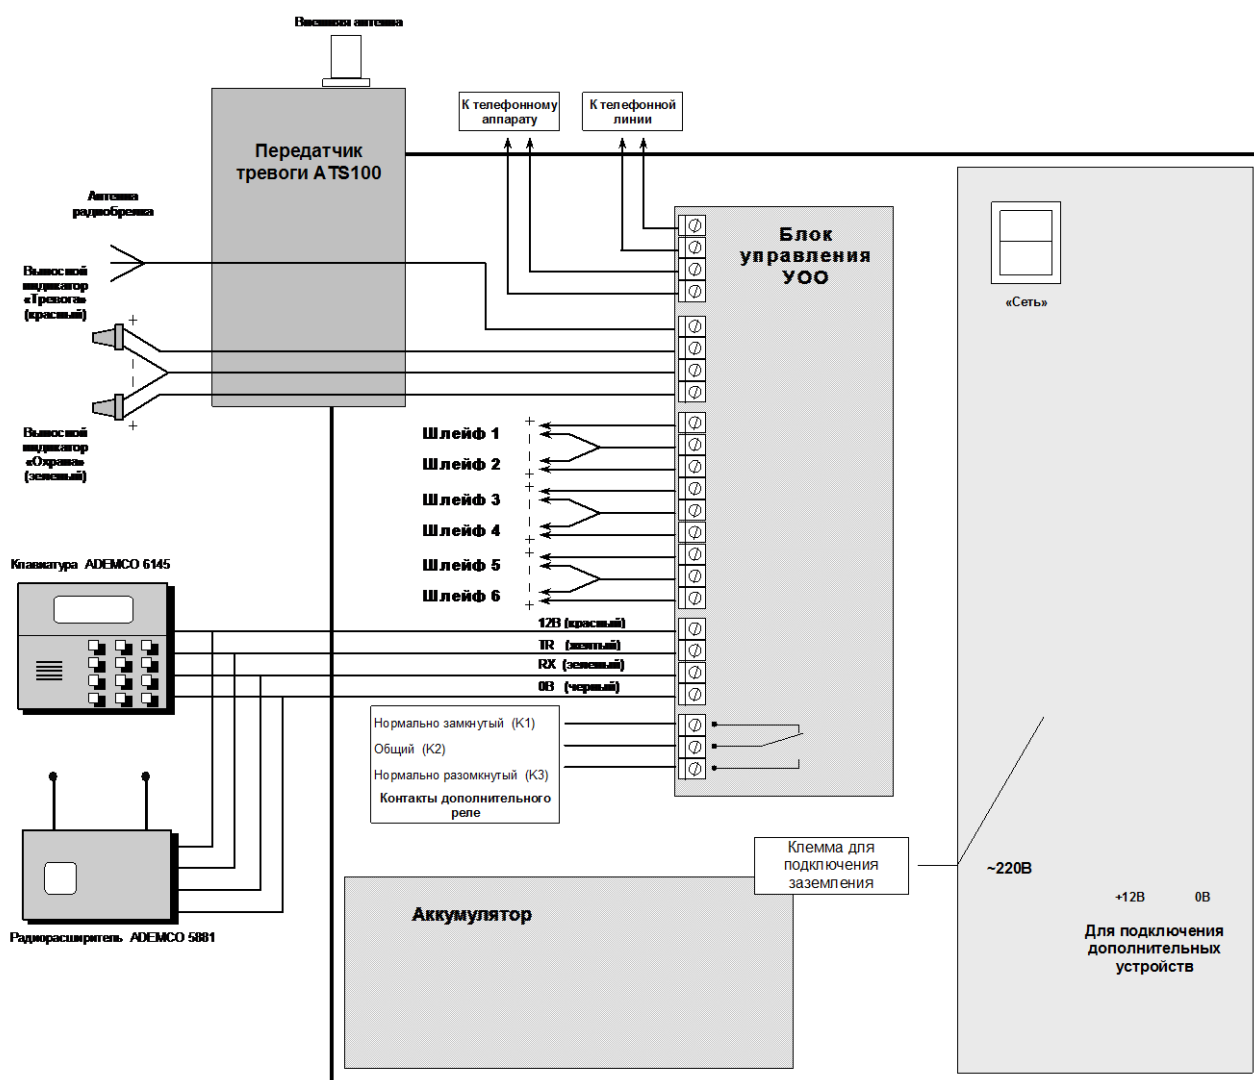 Внешняя антенна
К телефонному
аппарату
К телефонной
линии
Передатчик
тревоги ATS100
Антенна
радиобрелка
Выносной
индикатор
«Тревога»
(красный)
+
+
Выносной
индикатор
«Охрана»
(зеленый)
Блок
управления
УОО
«Сеть»
Шлейф 1
+
Шлейф 2
+
Шлейф 3
+
Шлейф 4
+
Шлейф 5
+
Шлейф 6
+
Клавиатура ADEMCO 6145
12В (красный)
TR (желтый)
RX (зеленый)
0В (черный)
Нормально замкнутый (К1)
Общий (К2)
Нормально разомкнутый (К3)
Контакты дополнительного
реле
Клемма для
подключения
заземления
~220В
+12В 0В
Для подключения
дополнительных
устройств
Аккумулятор
Радиорасширитель ADEMCO 5881